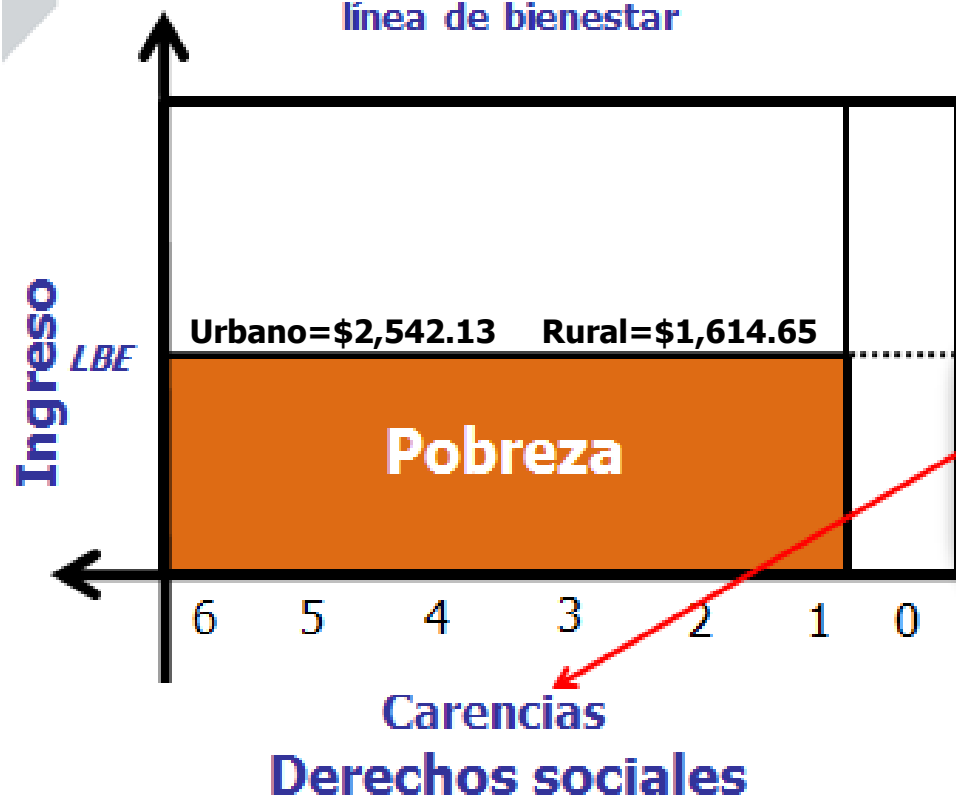 línea de bienestar
Ingreso
LBE
Urbano=$2,542.13 Rural=$1,614.65
Pobreza
6 5 4 3 2 1 0
Carencias
Derechos sociales